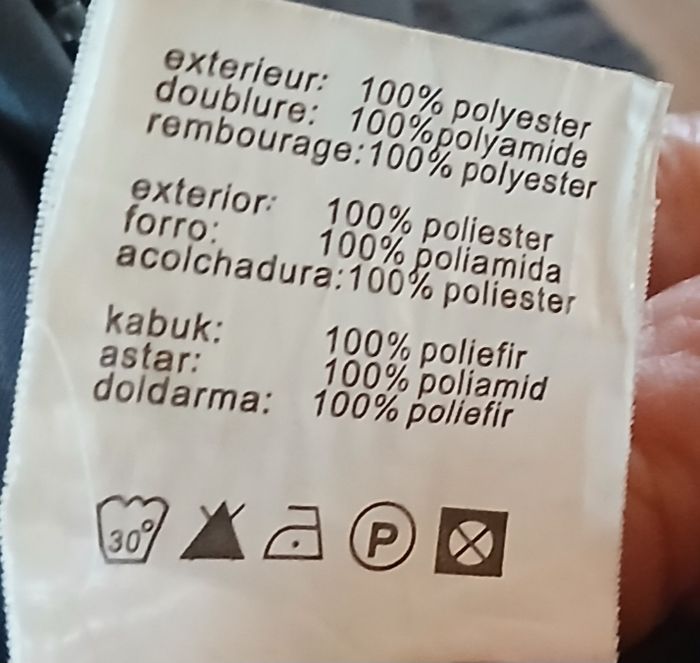 exterieur: 100% polyester
doublure: 100%polyamide
rembourage:100% polyester
exterior: 100% poliester
forro: 100% poliamida
acolchadura:100% poliester
kabuk: 100% poliefir
astar: 100% poliamid
doldarma: 100% poliefir
30° P